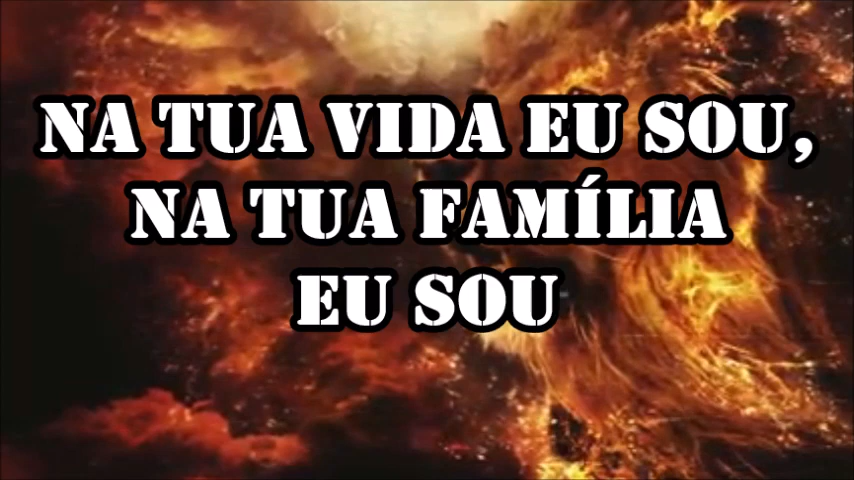 NA TUA VIDA EU SOU,
NA TUA FAMÍLIA
EU SOU